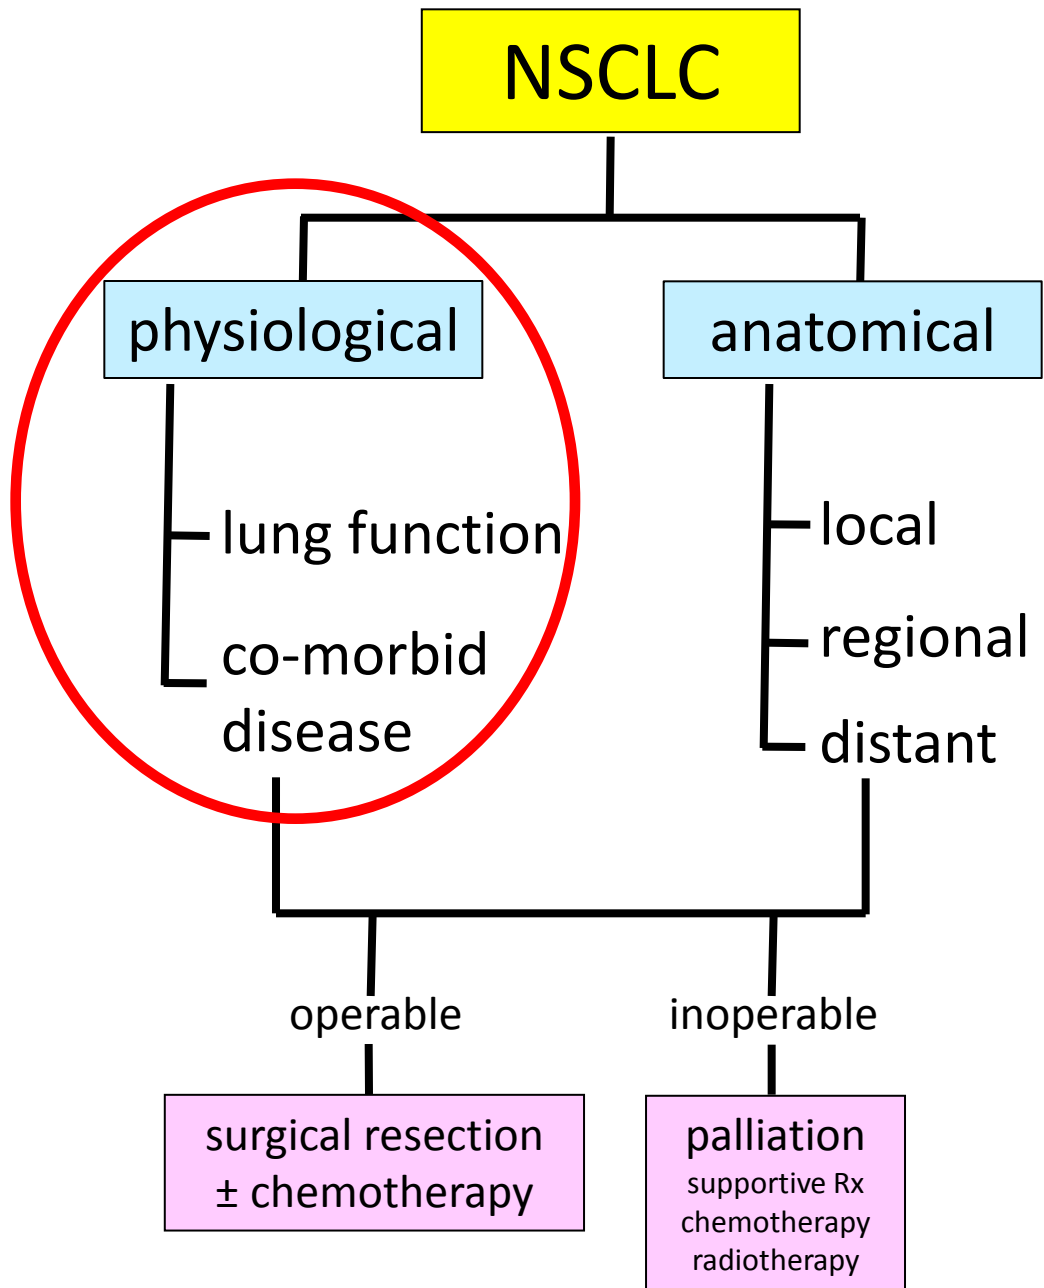 NSCLC
physiological
anatomical
lung function
co-morbid
disease
local
regional
distant
operable
inoperable
surgical resection
± chemotherapy
palliation
supportive Rx
chemotherapy
radiotherapy